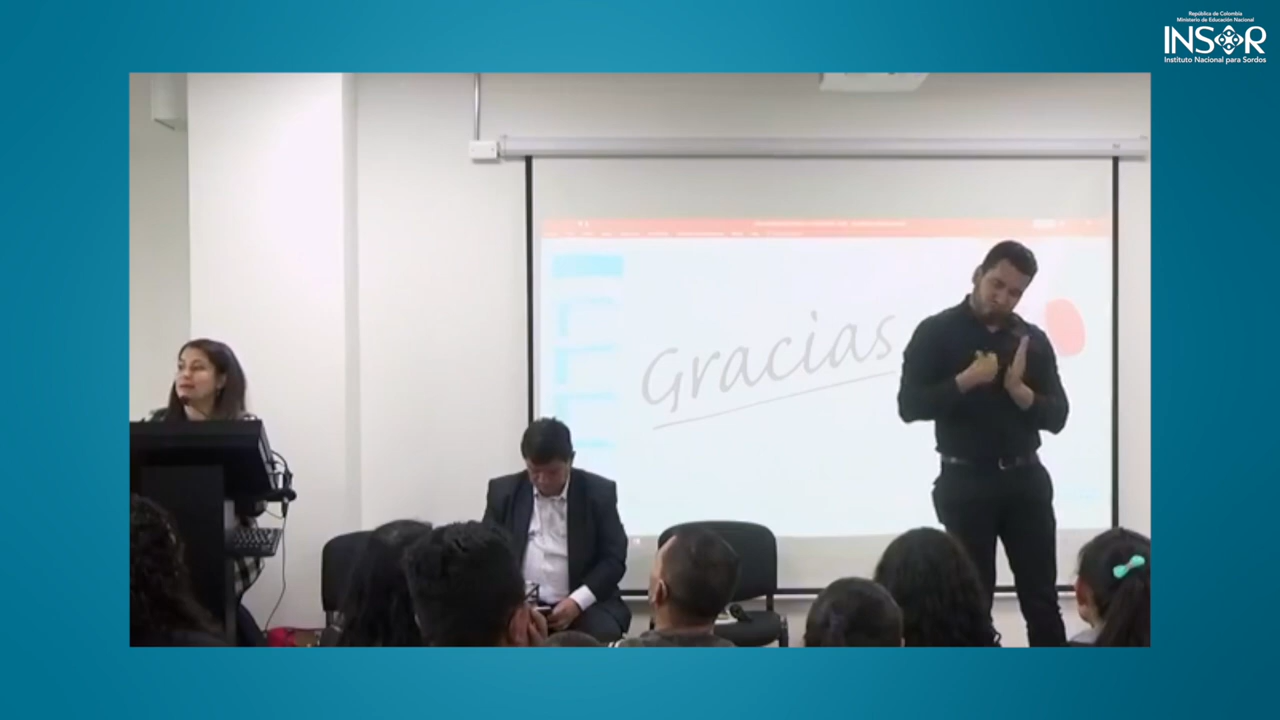 República de Colombia
Ministerio de Educación Nacional
INSOR
Instituto Nacional para Sordos
Gracias